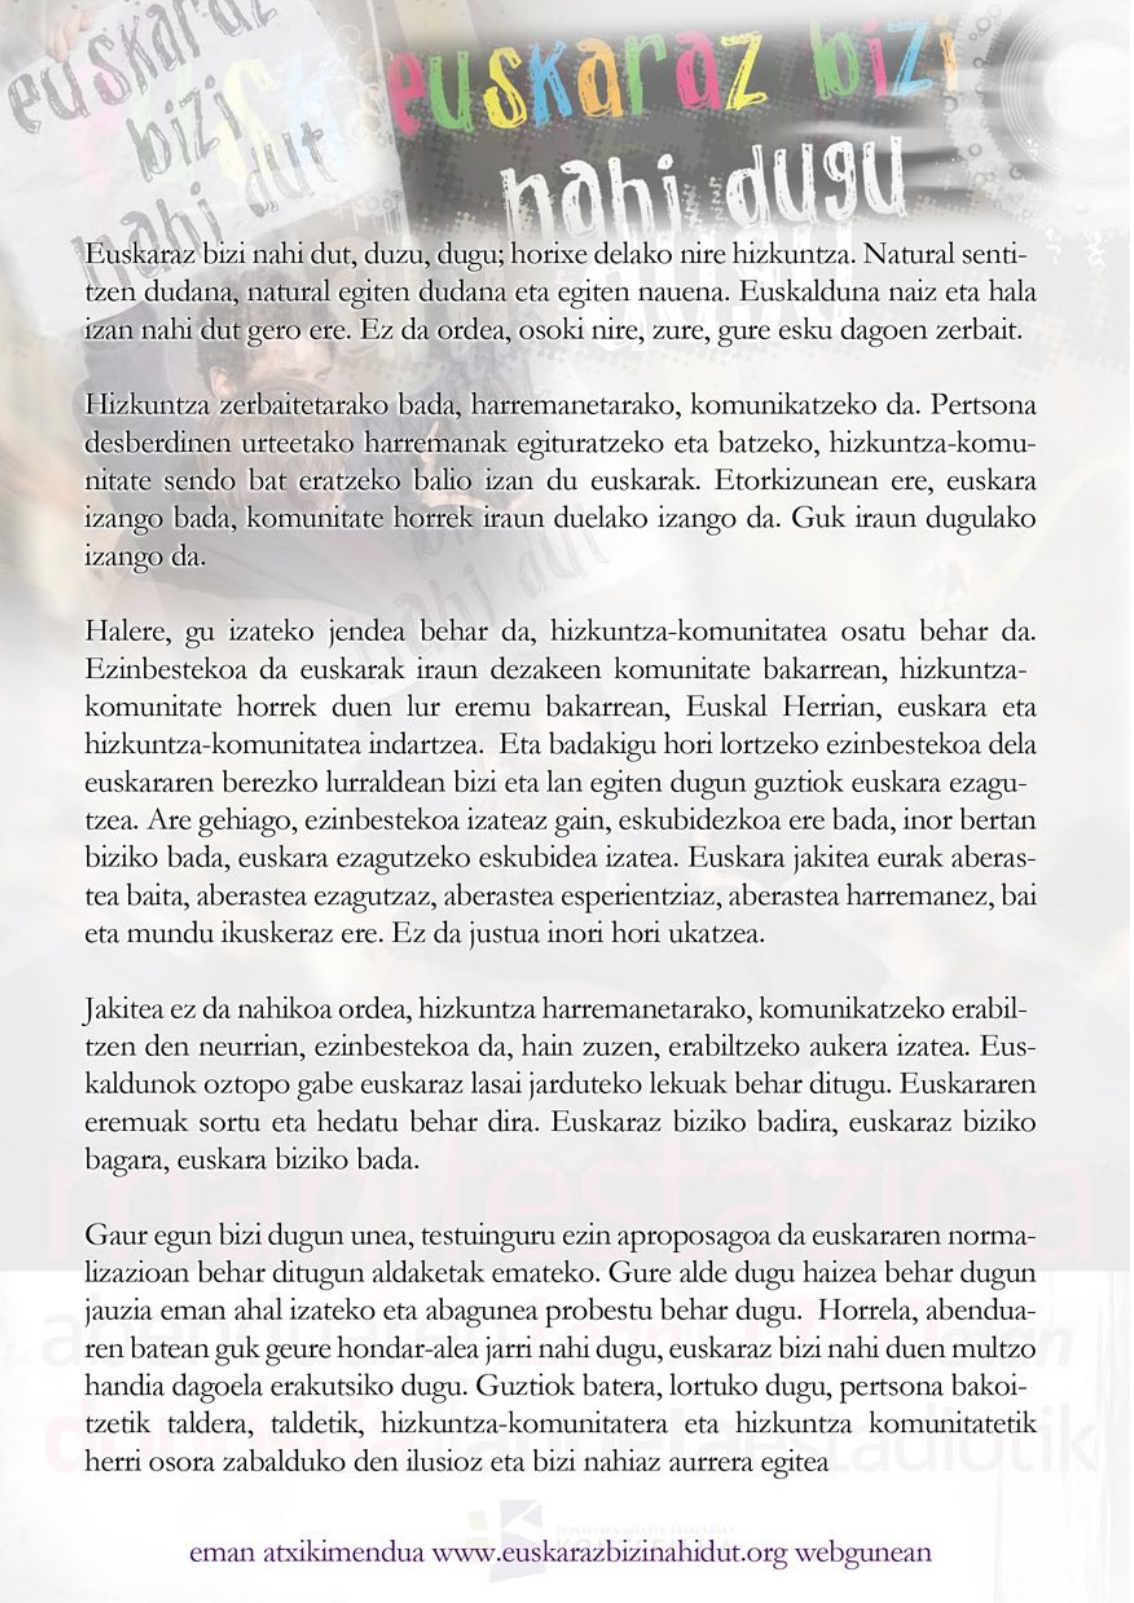 euskaraz
bizi
nahi dut
euskaraz bizi
nahi dugu
Euskaraz bizi nahi dut, duzu, dugu; horixe delako nire hizkuntza. Natural senti-
tzen dudana, natural egiten dudana eta egiten nauena. Euskalduna naiz eta hala
izan nahi dut gero ere. Ez da ordea, osoki nire, zure, gure esku dagoen zerbait.
Hizkuntza zerbaitetarako bada, harremanetarako, komunikatzeko da. Pertsona
desberdinen urteetako harremanak egituratzeko eta batzeko, hizkuntza-komu-
nitate sendo bat eratzeko balio izan du euskarak. Etorkizunean ere, euskara
izango bada, komunitate horrek iraun duelako izango da. Guk iraun dugulako
izango da.
Halere, gu izateko jendea behar da, hizkuntza-komunitatea osatu behar da.
Ezinbestekoa da euskarak iraun dezakeen komunitate bakarrean, hizkuntza-
komunitate horrek duen lur eremu bakarrean, Euskal Herrian, euskara eta
hizkuntza-komunitatea indartzea. Eta badakigu hori lortzeko ezinbestekoa dela
euskararen berezko lurraldean bizi eta lan egiten dugun guztiok euskara ezagu-
tzea. Are gehiago, ezinbestekoa izateaz gain, eskubidezkoa ere bada, inor bertan
biziko bada, euskara ezagutzeko eskubidea izatea. Euskara jakitea eurak aberas-
tea baita, aberastea ezagutzaz, aberastea esperientziaz, aberastea harremanez, bai
eta mundu ikuskeraz ere. Ez da justua inori hori ukatzea.
Jakitea ez da nahikoa ordea, hizkuntza harremanetarako, komunikatzeko erabil-
tzen den neurrian, ezinbestekoa da, hain zuzen, erabiltzeko aukera izatea. Eus-
kaldunok oztopo gabe euskaraz lasai jarduteko lekuak behar ditugu. Euskararen
eremuak sortu eta hedatu behar dira. Euskaraz biziko badira, euskaraz biziko
bagara, euskara biziko bada.
Gaur egun bizi dugun unea, testuinguru ezin aproposagoa da euskararen norma-
lizazioan behar ditugun aldaketak emateko. Gure alde dugu haizea behar dugun
jauzia eman ahal izateko eta abagunea probestu behar dugu. Horrela, abendua-
ren batean guk geure hondar-alea jarri nahi dugu, euskaraz bizi nahi duen multzo
handia dagoela erakutsiko dugu. Guztiok batera, lortuko dugu, pertsona bakoi-
tzetik taldera, taldetik, hizkuntza-komunitatera eta hizkuntza komunitatetik
herri osora zabalduko den ilusioz eta bizi nahiaz aurrera egitea
eman atxikimendua www.euskarazbizinahidut.org webgunean